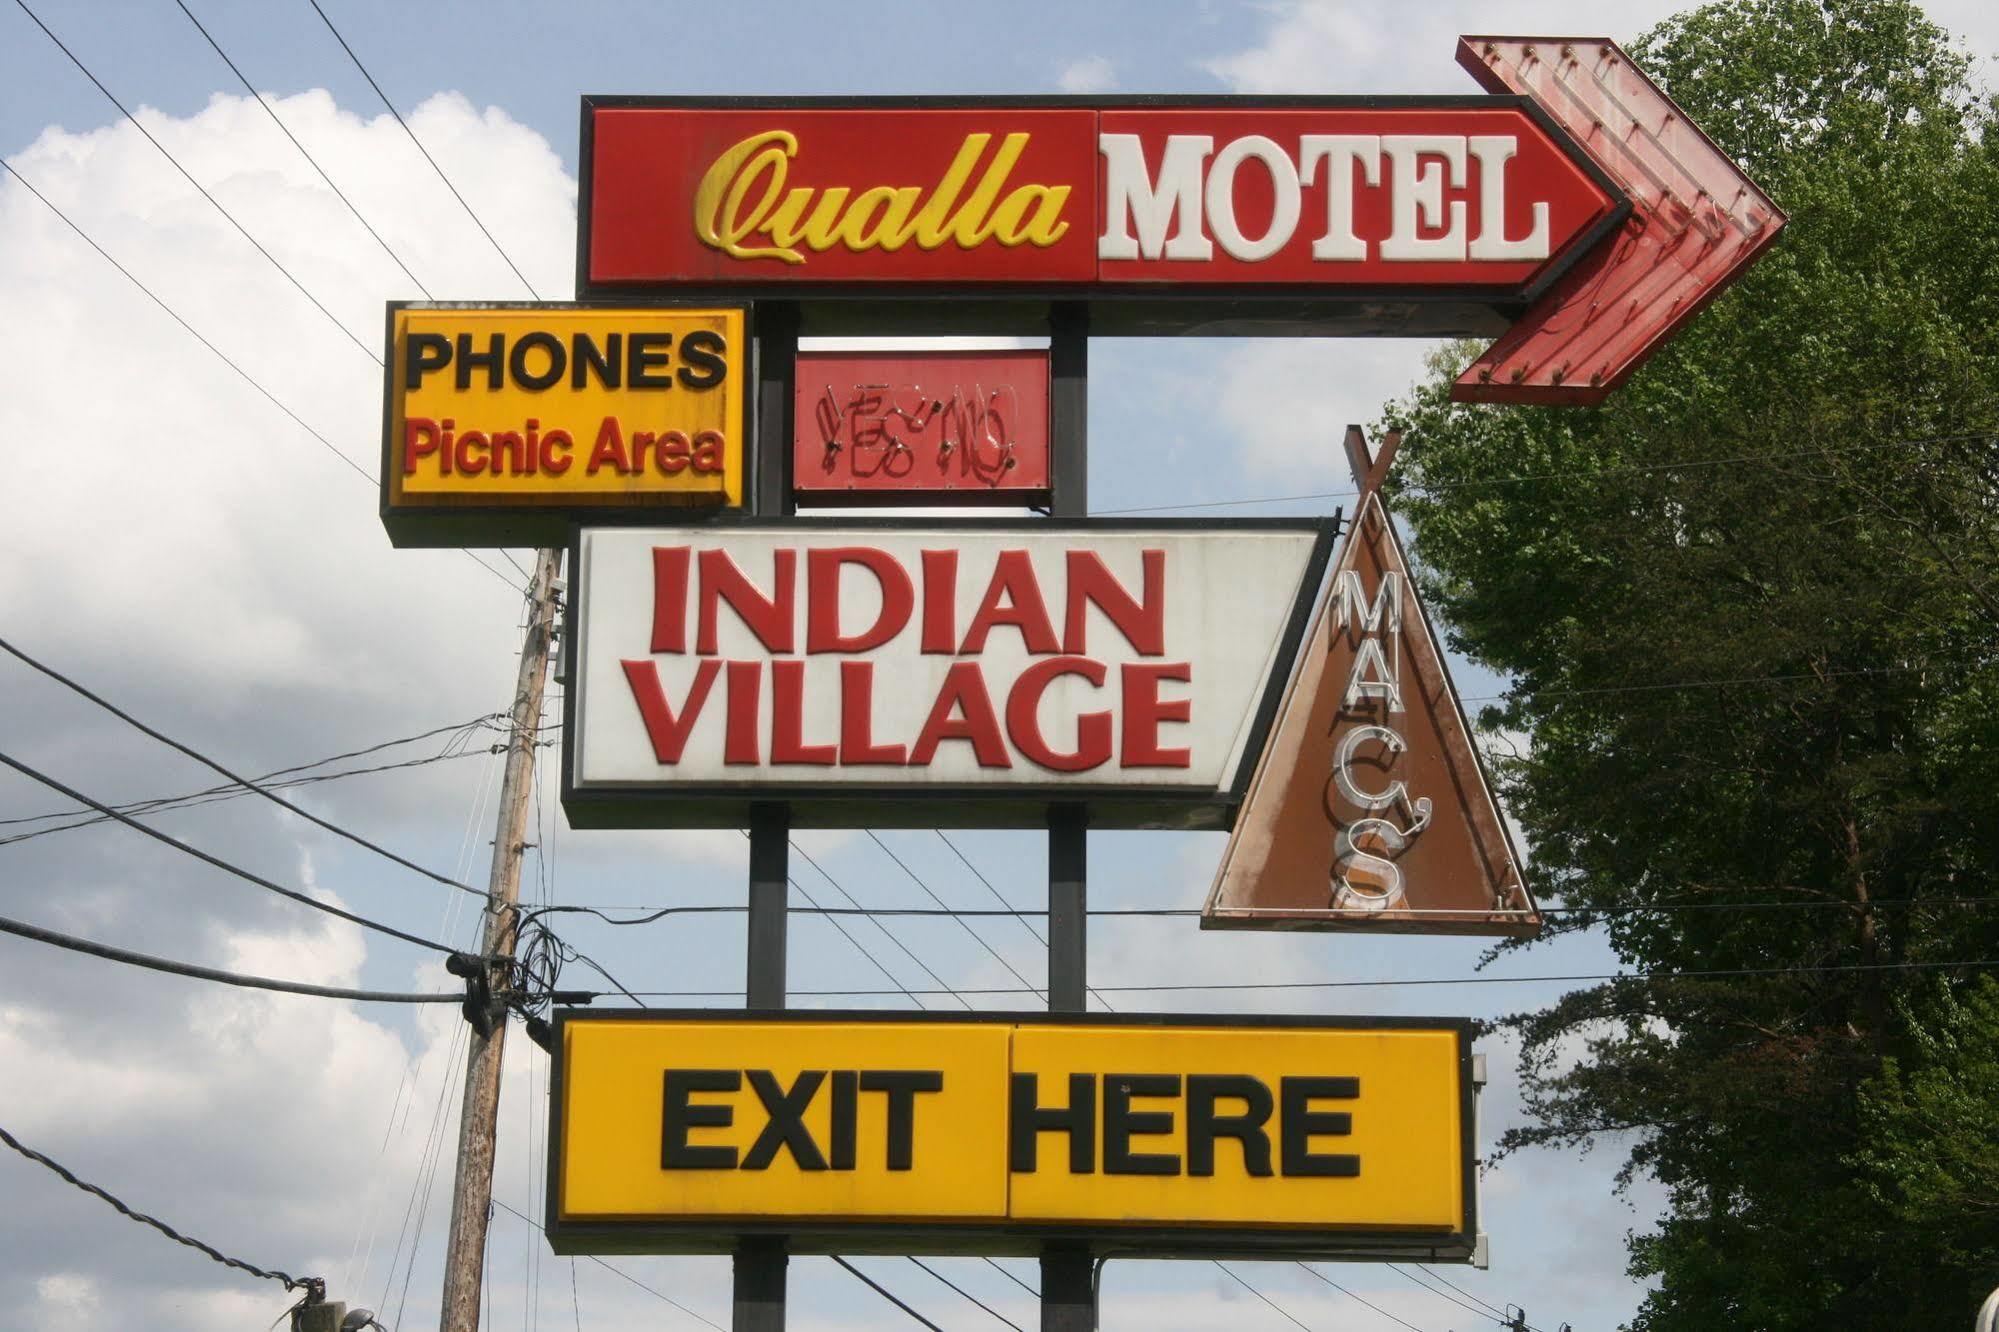 Qualla MOTEL
PHONES
Picnic Area
YES NO
INDIAN
VILLAGE
MAC'S
EXIT HERE